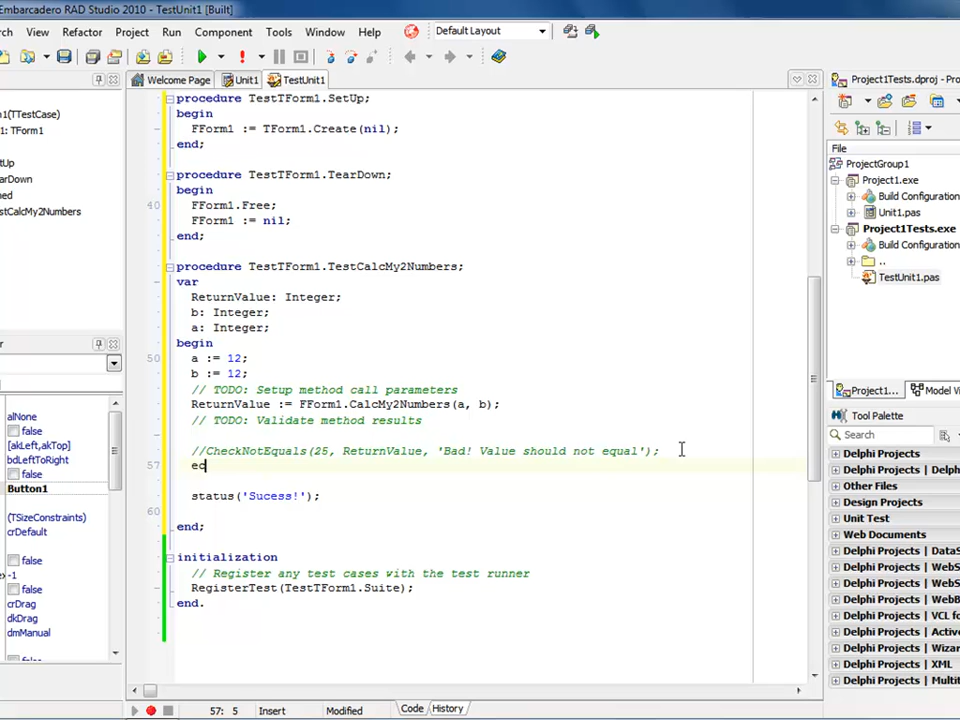 Embarcadero RAD Studio 2010 - TestUnit1 [Built]
rch View Refactor Project Run Component Tools Window Help Default Layout
Welcome Page Unit1 TestUnit1
1(TTestCase)
1: TForm1
tUp
arDown
ned
stCalcMy2Numbers
r
alNone
false
[akLeft,akTop]
bdLeftToRight
false
Button1
(TSizeConstraints)
crDefault
false
-1
false
crDrag
dkDrag
dmManual
procedure TestTForm1.SetUp;
begin
FForm1 := TForm1.Create(nil);
end;
procedure TestTForm1.TearDown;
begin
40 FForm1.Free;
FForm1 := nil;
end;
procedure TestTForm1.TestCalcMy2Numbers;
var
ReturnValue: Integer;
b: Integer;
a: Integer;
begin
50 a := 12;
b := 12;
// TODO: Setup method call parameters
ReturnValue := FForm1.CalcMy2Numbers(a, b);
// TODO: Validate method results
//CheckNotEquals(25, ReturnValue, 'Bad! Value should not equal');
57 ec
status('Sucess!');
60
end;
initialization
// Register any test cases with the test runner
RegisterTest(TestTForm1.Suite);
end.
57: 5 Insert Modified Code History
Project1Tests.dproj - Pro
File
ProjectGroup1
Project1.exe
Build Configuration
Unit1.pas
Project1Tests.exe
Build Configuration
..
TestUnit1.pas
Project1... Model V
Tool Palette
Search
Delphi Projects
Delphi Projects | Delp
Other Files
Design Projects
Unit Test
Web Documents
Delphi Projects | DataS
Delphi Projects | WebS
Delphi Projects | WebS
Delphi Projects | WebB
Delphi Projects | VCL fo
Delphi Projects | Active
Delphi Projects | Wizar
Delphi Projects | XML
Delphi Projects | Multit